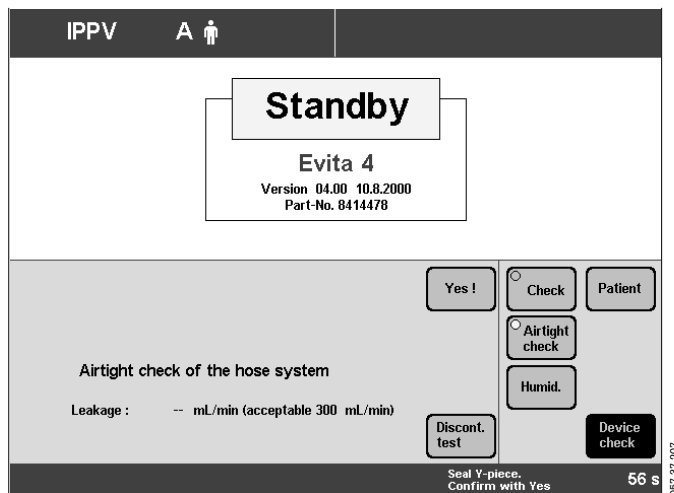 IPPV A
Standby
Evita 4
Version 04.00 10.8.2000
Part-No. 8414478
Yes !
Check
Patient
Airtight
check
Airtight check of the hose system
Humid.
Leakage : -- mL/min (acceptable 300 mL/min)
Discont.
test
Device
check
Seal Y-piece.
Confirm with Yes
56 s